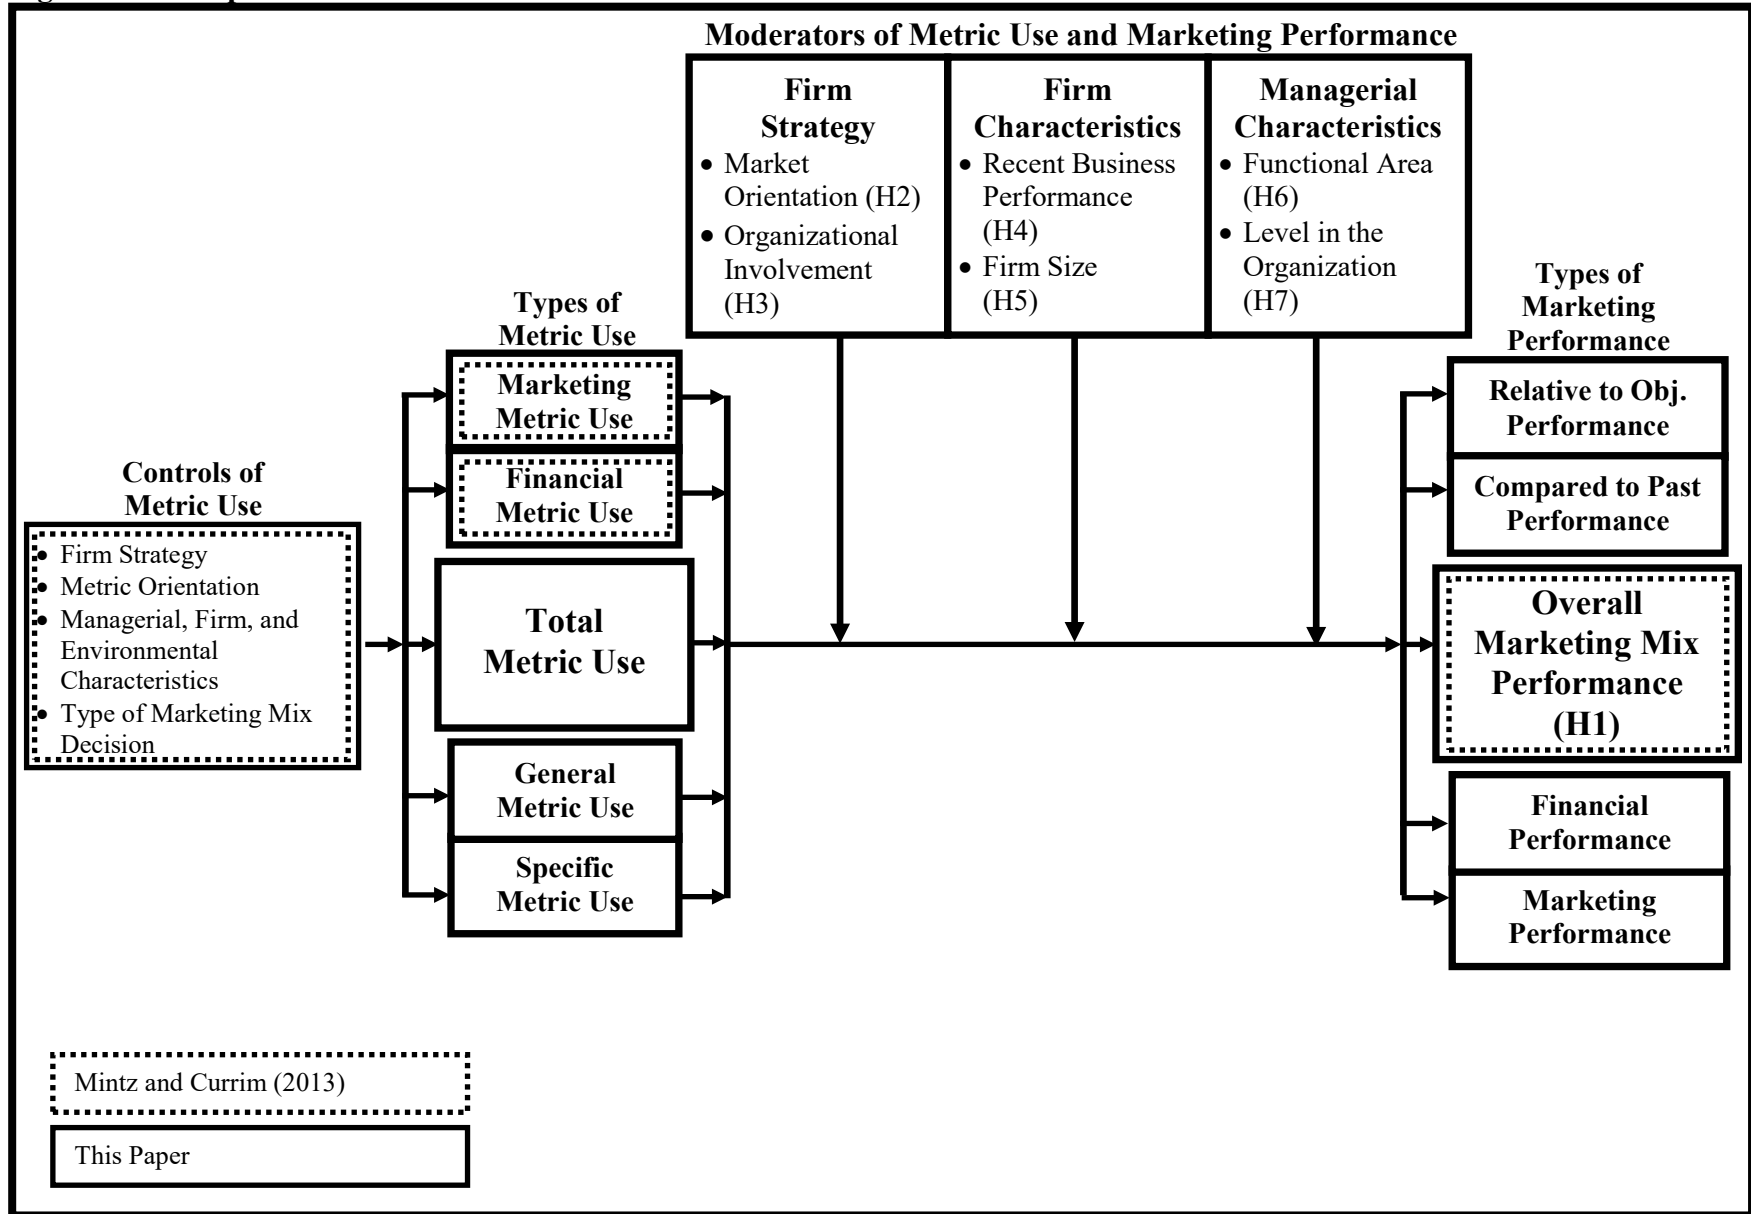 Moderators of Metric Use and Marketing Performance
Firm
Strategy
• Market
Orientation (H2)
• Organizational
Involvement
(H3)
Firm
Characteristics
• Recent Business
Performance
(H4)
• Firm Size
(H5)
Managerial
Characteristics
• Functional Area
(H6)
• Level in the
Organization
(H7)
Controls of
Metric Use
• Firm Strategy
• Metric Orientation
• Managerial, Firm, and
Environmental
Characteristics
• Type of Marketing Mix
Decision
Types of
Metric Use
Marketing
Metric Use
Financial
Metric Use
Total
Metric Use
General
Metric Use
Specific
Metric Use
Types of
Marketing
Performance
Relative to Obj.
Performance
Compared to Past
Performance
Overall
Marketing Mix
Performance
(H1)
Financial
Performance
Marketing
Performance
Mintz and Currim (2013)
This Paper